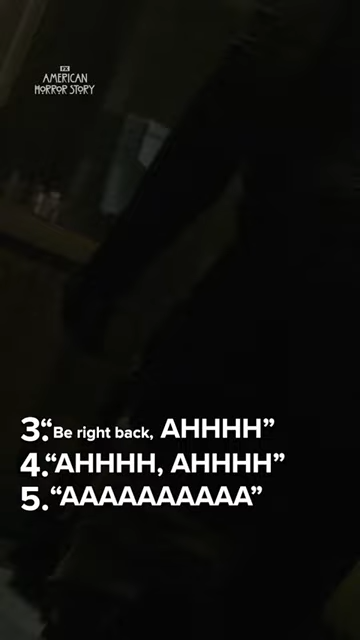 FX
AMERICAN
HORROR STORY
3.“Be right back, AHHHH”
4.“AHHHH, AHHHH”
5.“AAAAAAAAAA”